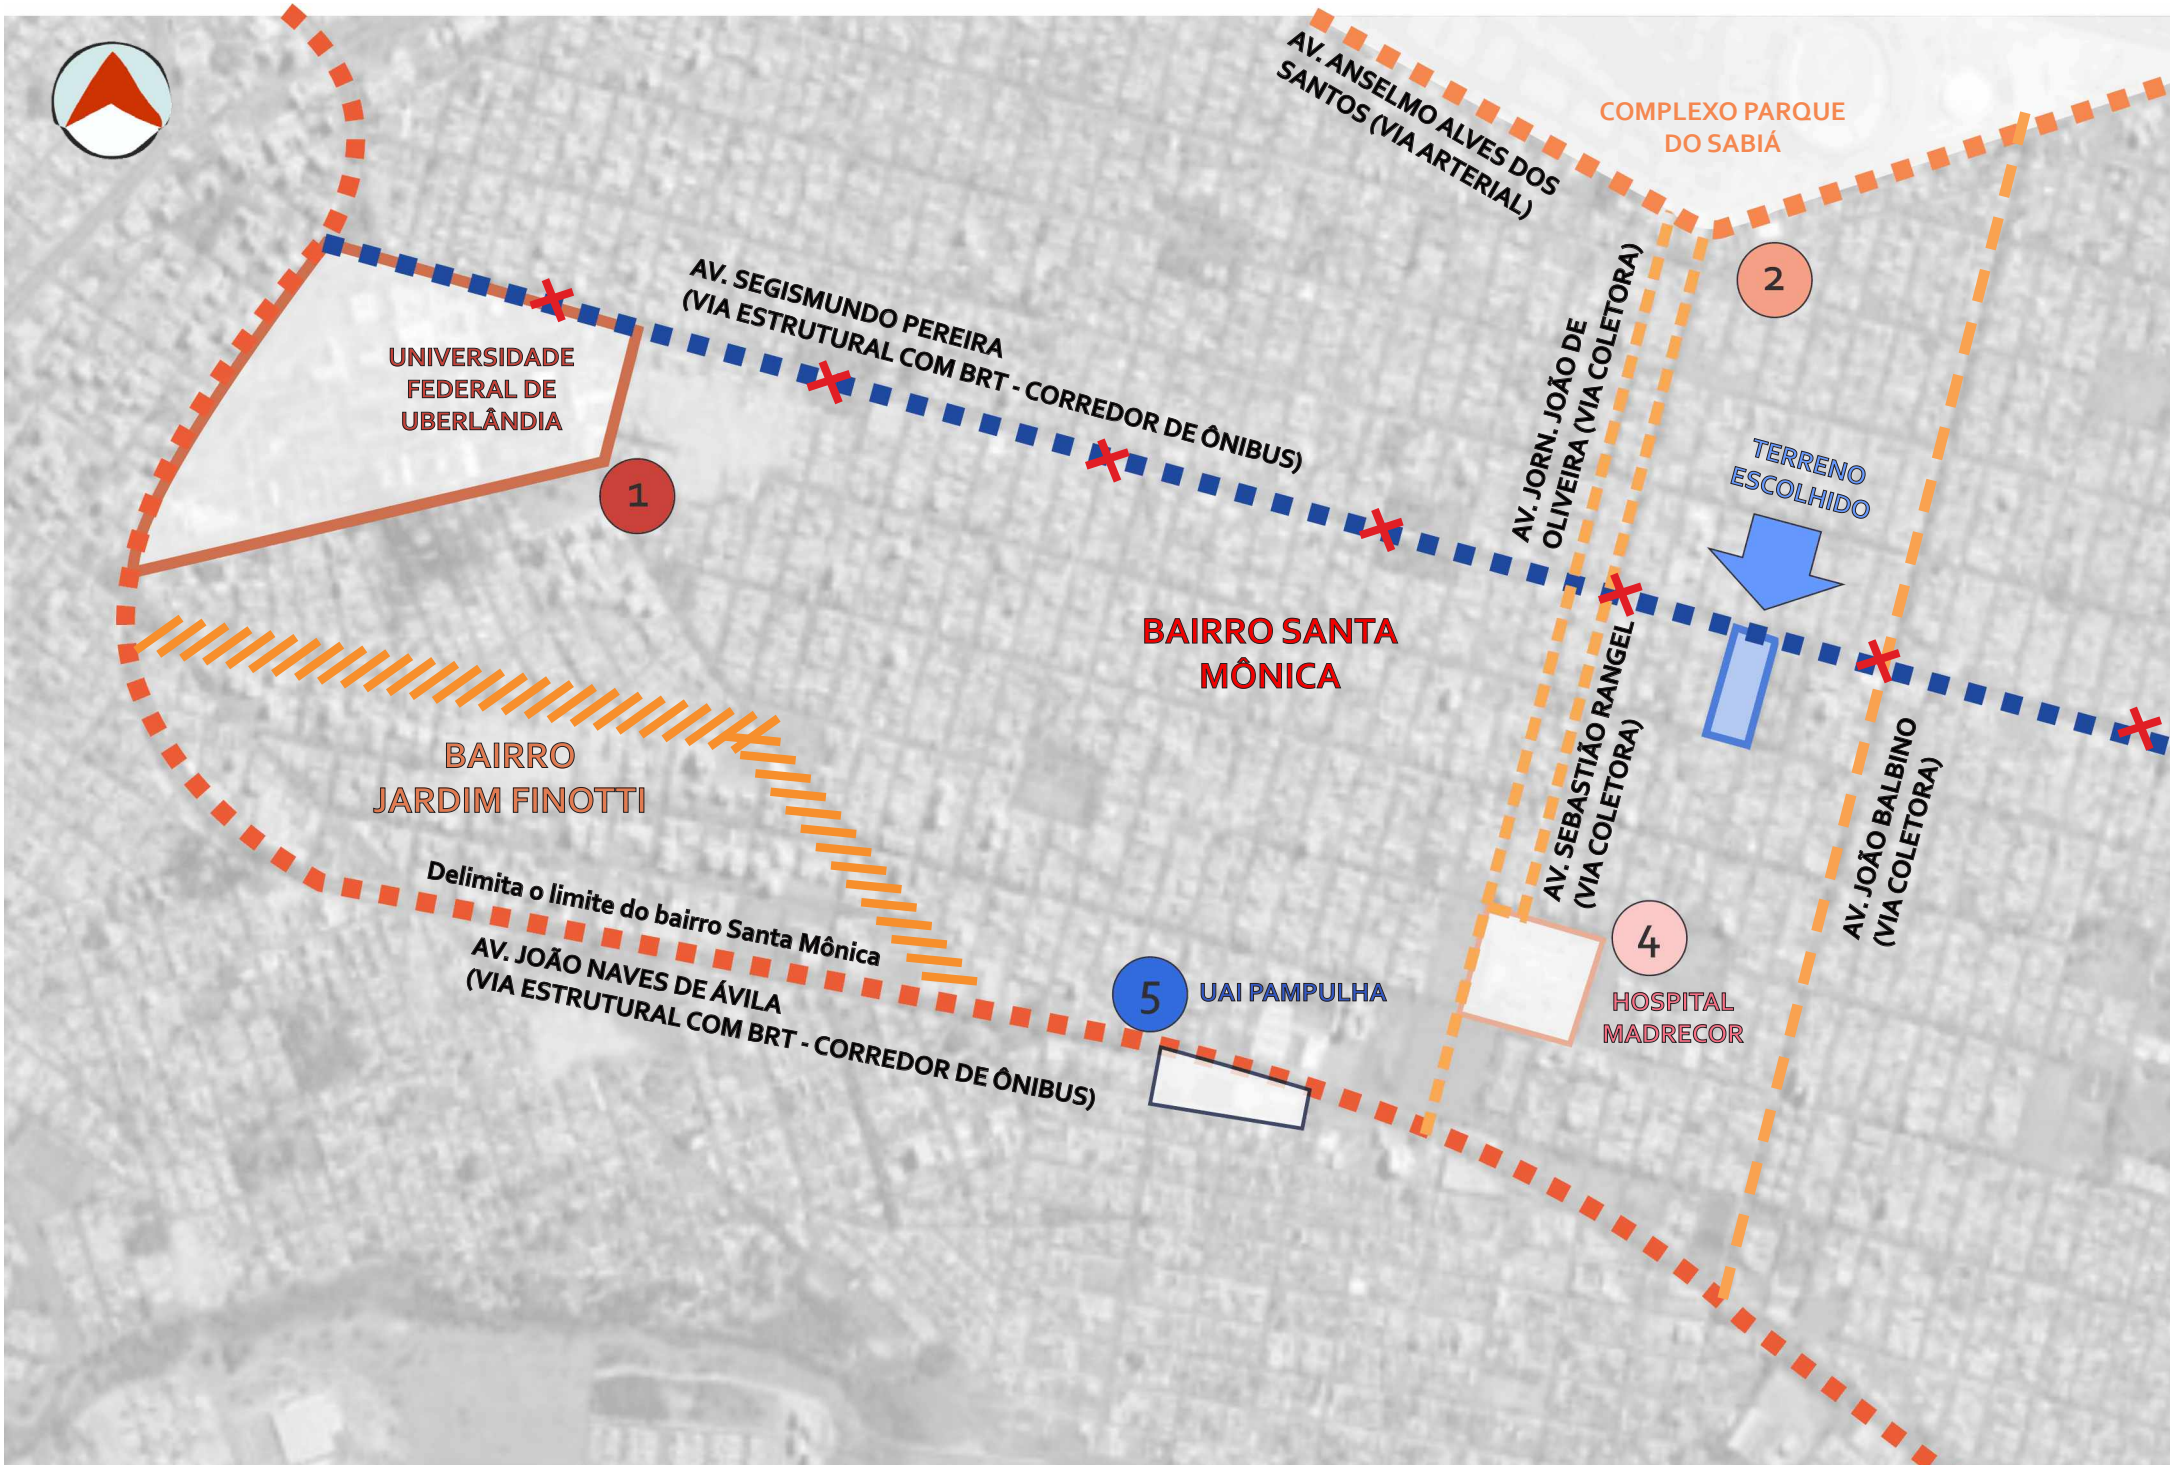 AV. ANSELMO ALVES DOS
SANTOS (VIA ARTERIAL)
COMPLEXO PARQUE
DO SABIÁ
2
AV. SEGISMUNDO PEREIRA
(VIA ESTRUTURAL COM BRT - CORREDOR DE ÔNIBUS)
AV. JORN. JOÃO DE
OLIVEIRA (VIA COLETORA)
UNIVERSIDADE
FEDERAL DE
UBERLÂNDIA
1
TERRENO
ESCOLHIDO
BAIRRO SANTA
MÔNICA
AV. SEBASTIÃO RANGEL
(VIA COLETORA)
AV. JOÃO BALBINO
(VIA COLETORA)
BAIRRO
JARDIM FINOTTI
Delimita o limite do bairro Santa Mônica
AV. JOÃO NAVES DE ÁVILA
(VIA ESTRUTURAL COM BRT - CORREDOR DE ÔNIBUS)
5
UAI PAMPULHA
4
HOSPITAL
MADRECOR